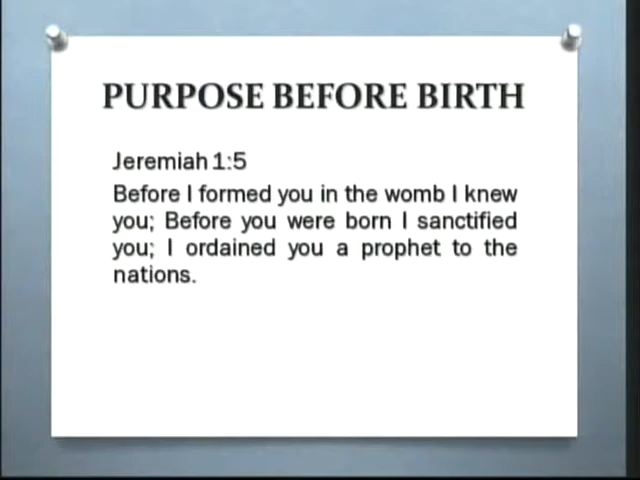 PURPOSE BEFORE BIRTH
Jeremiah 1:5
Before I formed you in the womb I knew
you; Before you were born I sanctified
you; I ordained you a prophet to the
nations.